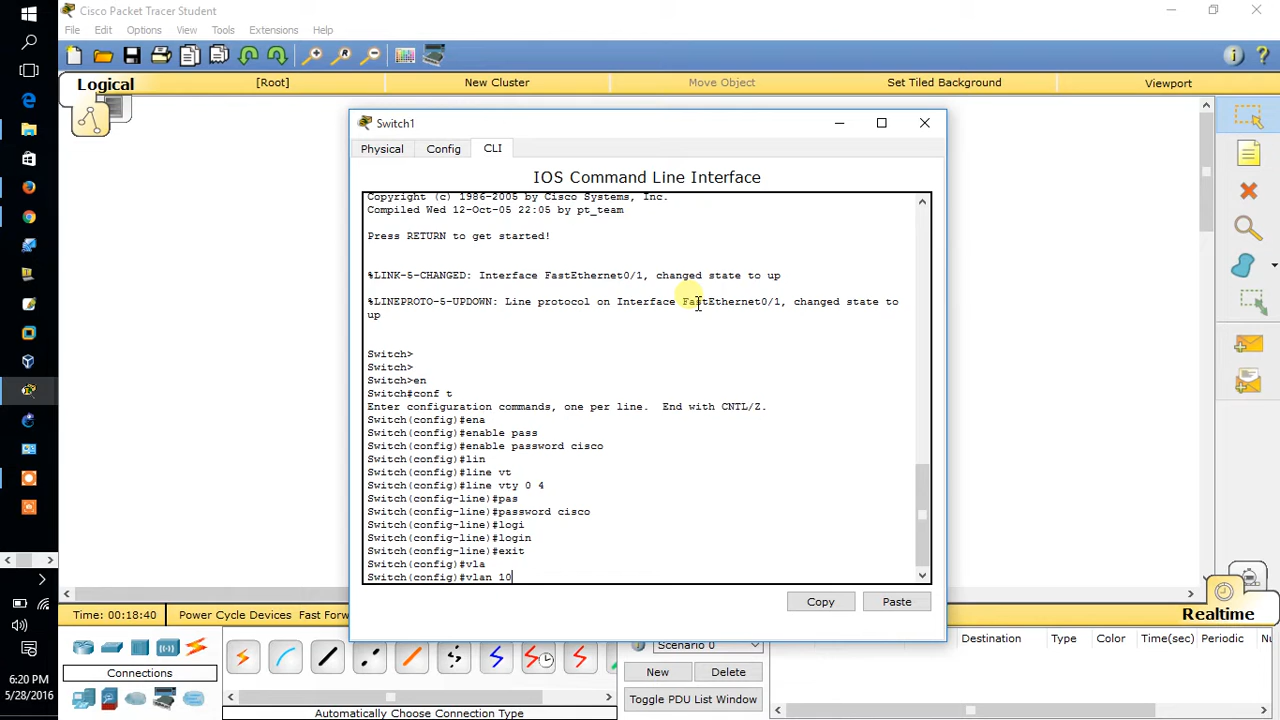 Cisco Packet Tracer Student
File Edit Options View Tools Extensions Help
Logical [Root] New Cluster Move Object Set Tiled Background Viewport
Switch1
Physical Config CLI
IOS Command Line Interface
Copyright (c) 1986-2005 by Cisco Systems, Inc.
Compiled Wed 12-Oct-05 22:05 by pt_team
Press RETURN to get started!
%LINK-5-CHANGED: Interface FastEthernet0/1, changed state to up
%LINEPROTO-5-UPDOWN: Line protocol on Interface FastEthernet0/1, changed state to
up
Switch>
Switch>
Switch>en
Switch#conf t
Enter configuration commands, one per line.  End with CNTL/Z.
Switch(config)#ena
Switch(config)#enable pass
Switch(config)#enable password cisco
Switch(config)#lin
Switch(config)#line vt
Switch(config)#line vty 0 4
Switch(config-line)#pas
Switch(config-line)#password cisco
Switch(config-line)#logi
Switch(config-line)#login
Switch(config-line)#exit
Switch(config)#vla
Switch(config)#vlan 10
Copy Paste
Time: 00:18:40 Power Cycle Devices Fast Forw
Realtime
Scenario 0
Destination Type Color Time(sec) Periodic Nu
Connections
New Delete
Toggle PDU List Window
Automatically Choose Connection Type
6:20 PM
5/28/2016